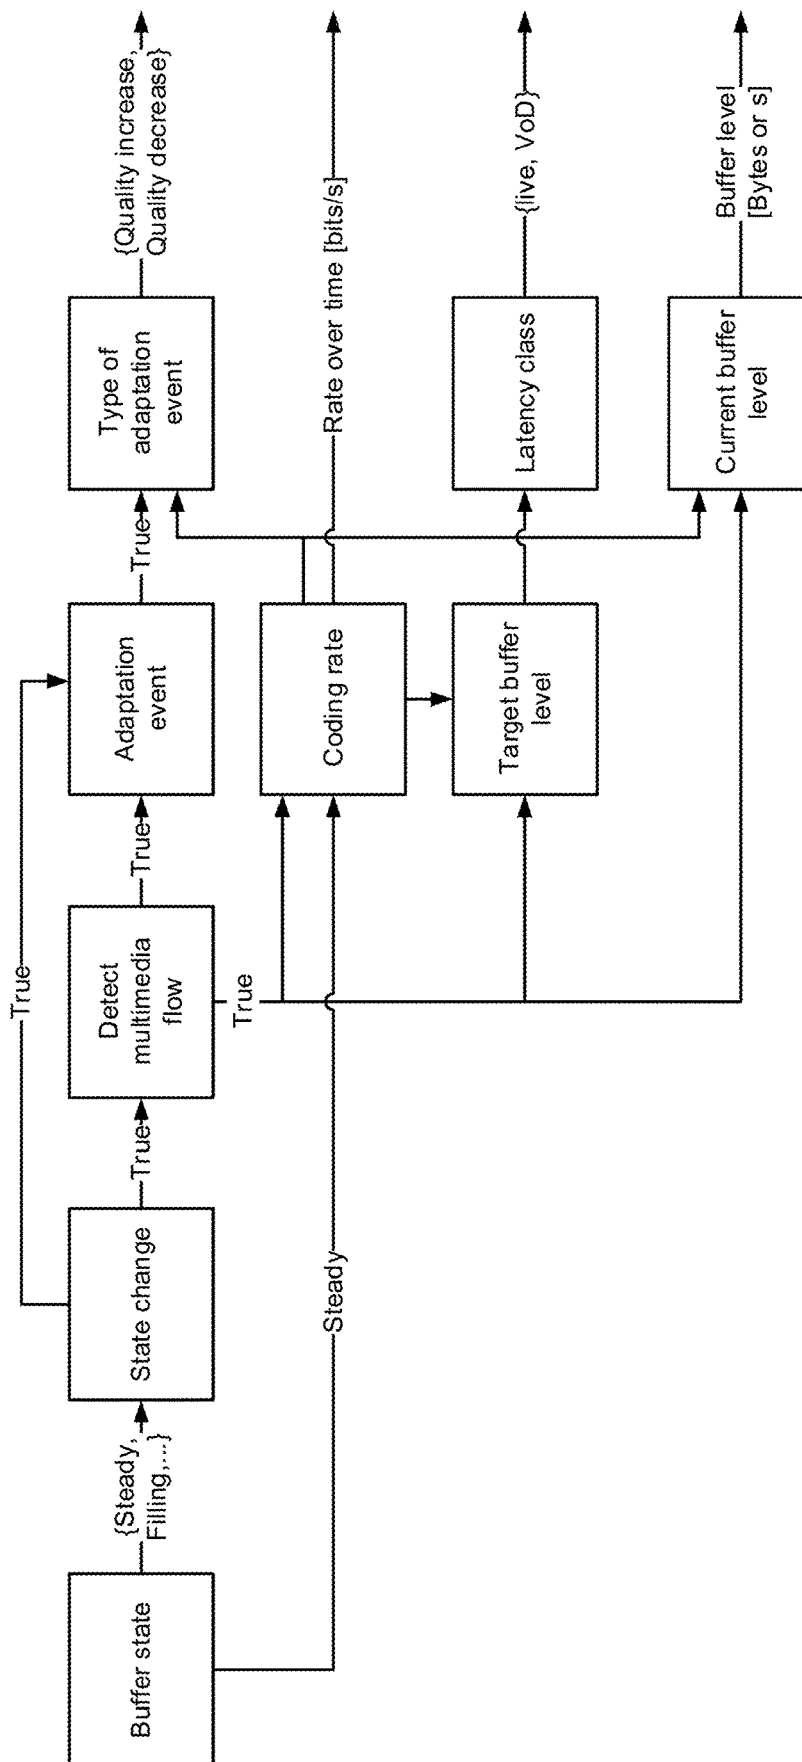 Buffer state
{Steady,
Filling,...}
State change
True
True
Detect
multimedia
flow
True
True
Adaptation
event
True
Type of
adaptation
event
{Quality increase,
Quality decrease}
Steady
Coding rate
Rate over time [bits/s]
Target buffer
level
Latency class
{live, VoD}
Current buffer
level
Buffer level
[Bytes or s]